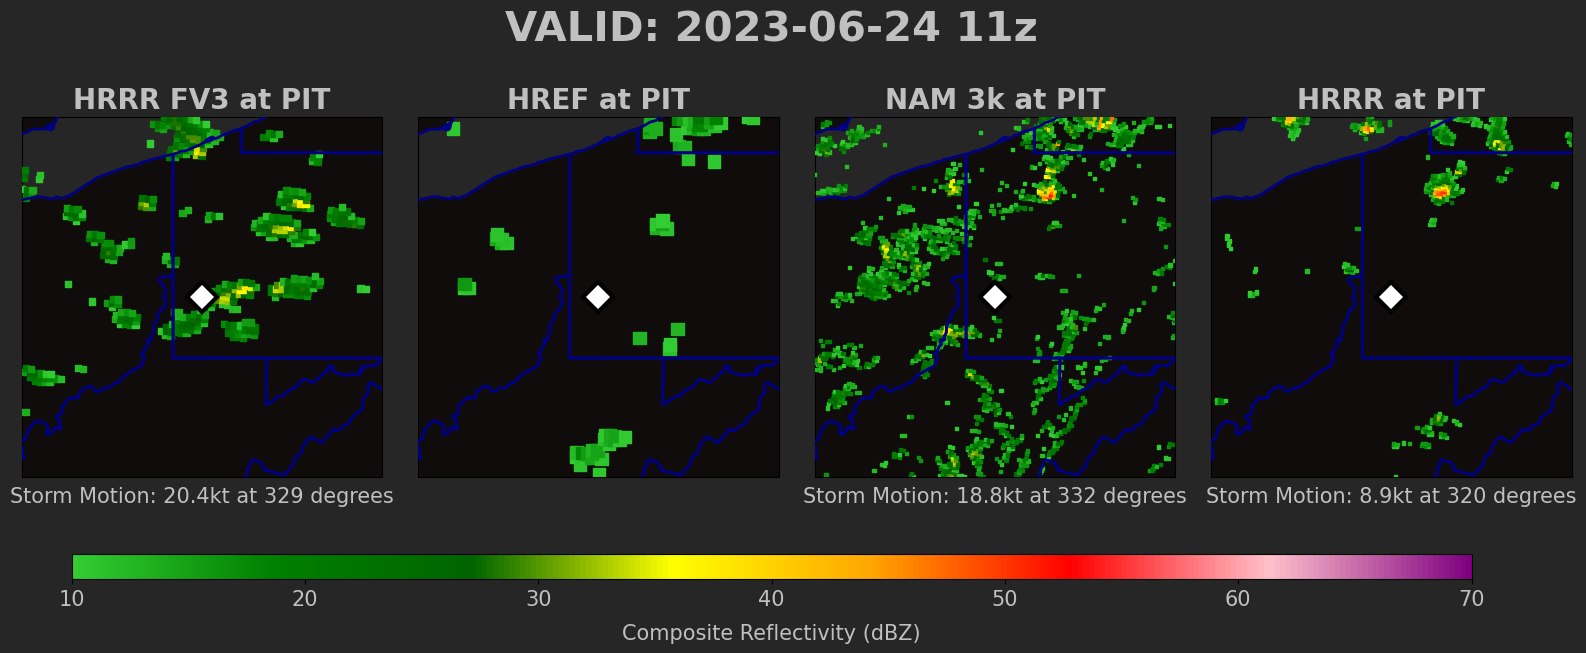 VALID: 2023-06-24 11z
HRRR FV3 at PIT
HREF at PIT
NAM 3k at PIT
HRRR at PIT
Storm Motion: 20.4kt at 329 degrees
Storm Motion: 18.8kt at 332 degrees
Storm Motion: 8.9kt at 320 degrees
10 20 30 40 50 60 70
Composite Reflectivity (dBZ)